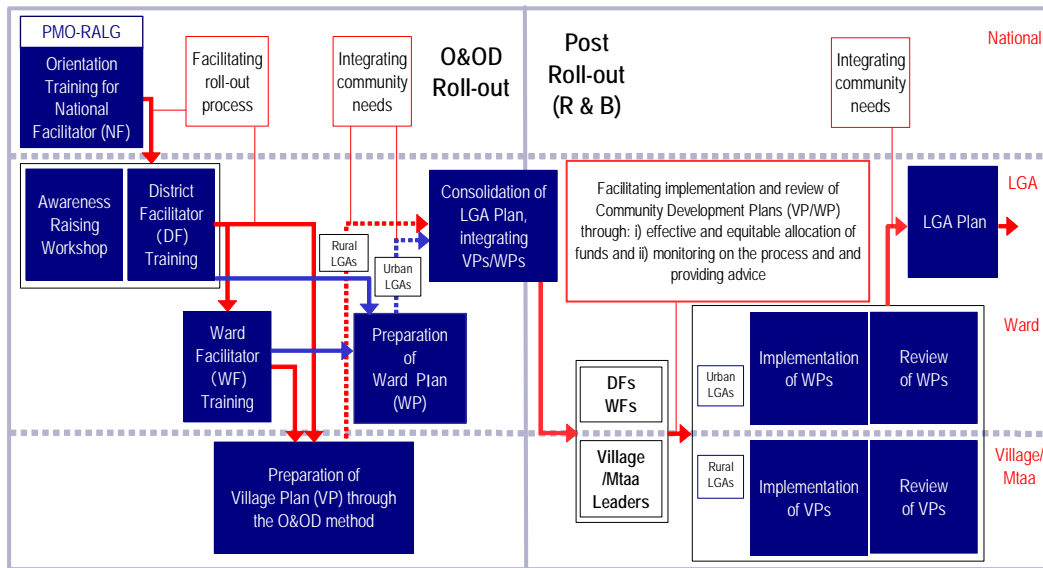 PMO-RALG
Orientation
Training for
National
Facilitator (NF)
Facilitating
roll-out
process
Integrating
community
needs
O&OD
Roll-out
Post
Roll-out
(R & B)
Integrating
community
needs
National
Awareness
Raising
Workshop
District
Facilitator
(DF)
Training
Rural
LGAs
Urban
LGAs
Consolidation of
LGA Plan,
integrating
VPs/WPs
Facilitating implementation and review of
Community Development Plans (VP/WP)
through: i) effective and equitable allocation of
funds and ii) monitoring on the process and and
providing advice
LGA Plan
LGA
Ward
Facilitator
(WF)
Training
Preparation
of
Ward Plan
(WP)
DFs
WFs
Urban
LGAs
Implementation
of WPs
Review
of WPs
Ward
Preparation of
Village Plan (VP) through
the O&OD method
Village
/Mtaa
Leaders
Rural
LGAs
Implementation
of VPs
Review
of VPs
Village/
Mtaa